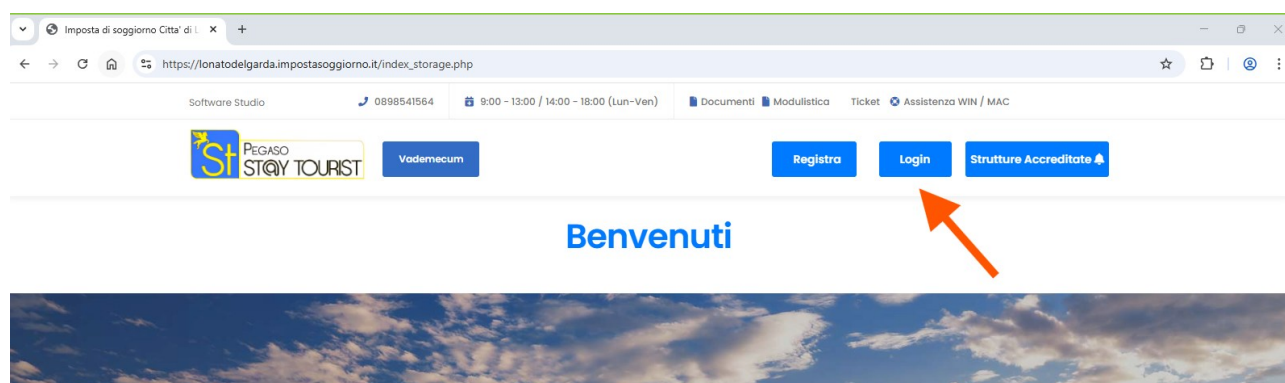 Imposta di soggiorno Citta' di L
https://lonatodelgarda.impostasoggiorno.it/index_storage.php
Software Studio 0898541564 9:00 - 13:00 / 14:00 - 18:00 (Lun-Ven) Documenti Modulistica Ticket Assistenza WIN / MAC
St PEGASO
ST@Y TOURIST
Vademecum Registra Login Strutture Accreditate
Benvenuti